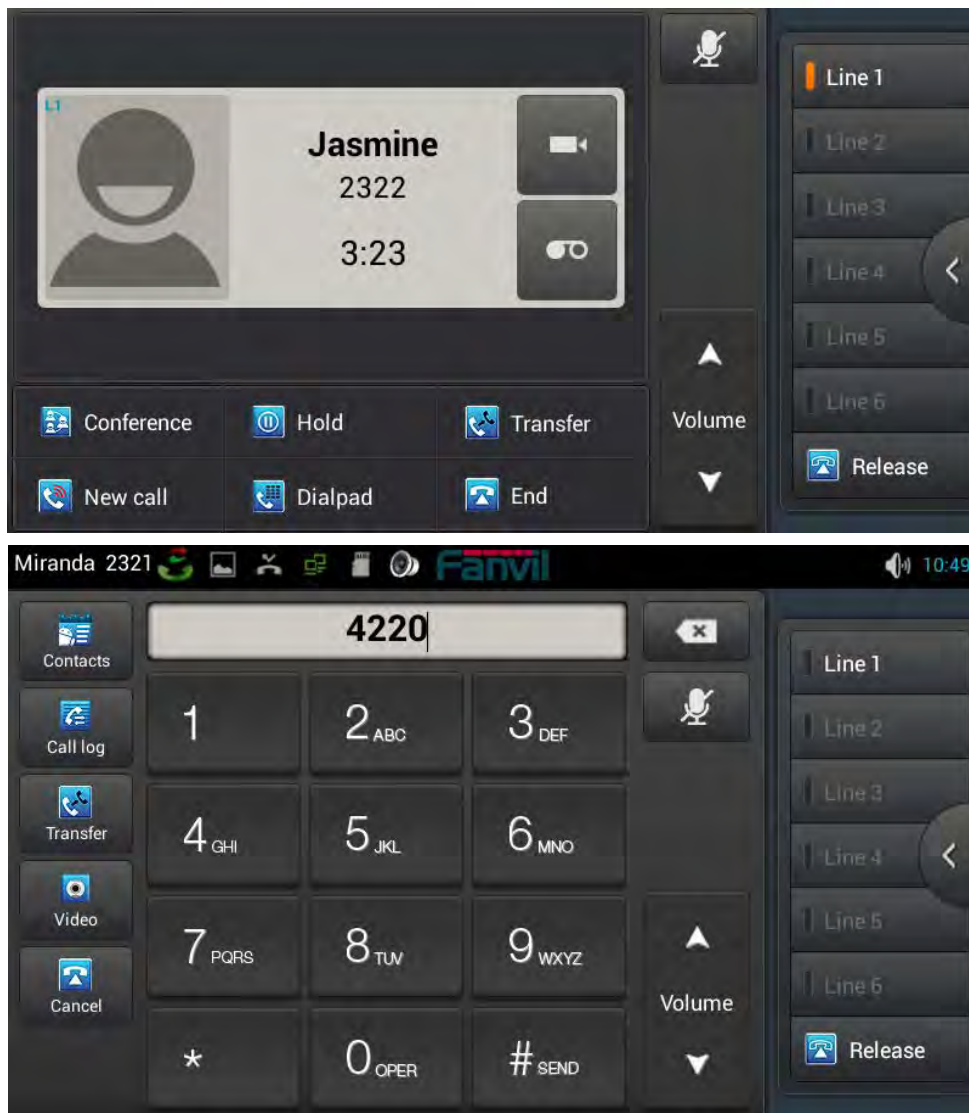 L1
Jasmine
2322
3:23
Conference
Hold
Transfer
New call
Dialpad
End
Volume
Line 1
Line 2
Line 3
Line 4
Line 5
Line 6
Release
Miranda 2321 Fanvil 10:49
Contacts
Call log
Transfer
Video
Cancel
4220
1 2 ABC 3 DEF
4 GHI 5 JKL 6 MNO
7 PQRS 8 TUV 9 WXYZ
* 0 OPER # SEND
Volume
Line 1
Line 2
Line 3
Line 4
Line 5
Line 6
Release